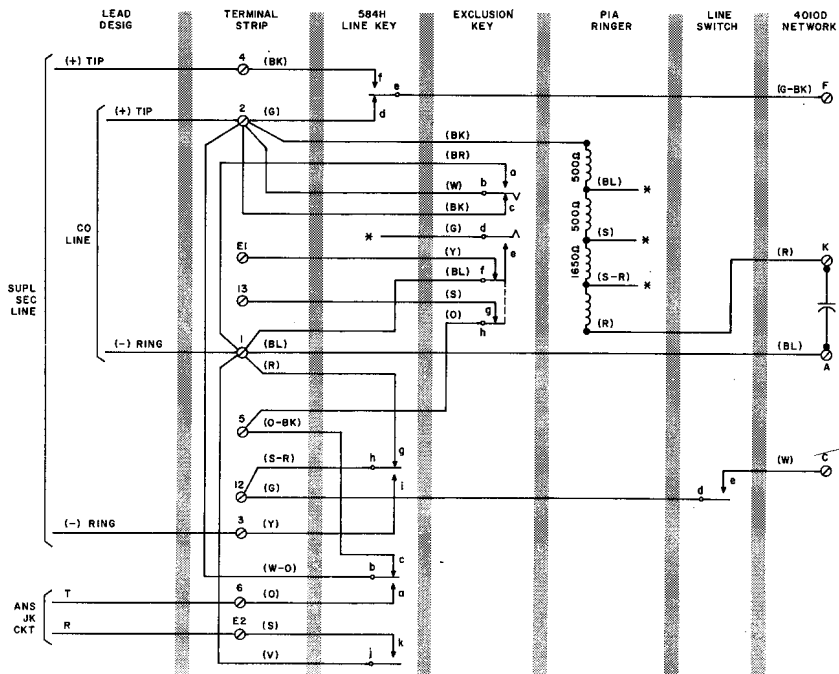 LEAD DESIG
TERMINAL STRIP
584H LINE KEY
EXCLUSION KEY
PIA RINGER
LINE SWITCH
4010D NETWORK
(+) TIP
4
(BK)
f
e
(G-BK)
F
(+) TIP
2
(G)
d
(BK)
(BR)
a
500Ω
(W)
b
(BL)
*
(BK)
c
CO LINE
*
(G)
d
500Ω
(S)
*
e
E1
(Y)
(R)
K
(BL)
f
1650Ω
SUPL SEC LINE
13
(S)
(S-R)
*
g
(O)
h
(R)
(-) RING
1
(BL)
(BL)
A
(R)
5
(O-BK)
g
(S-R)
h
(W)
C
i
e
12
(G)
d
(-) RING
3
(Y)
c
(W-O)
b
a
ANS JK CKT
T
6
(O)
R
E2
(S)
k
(V)
j